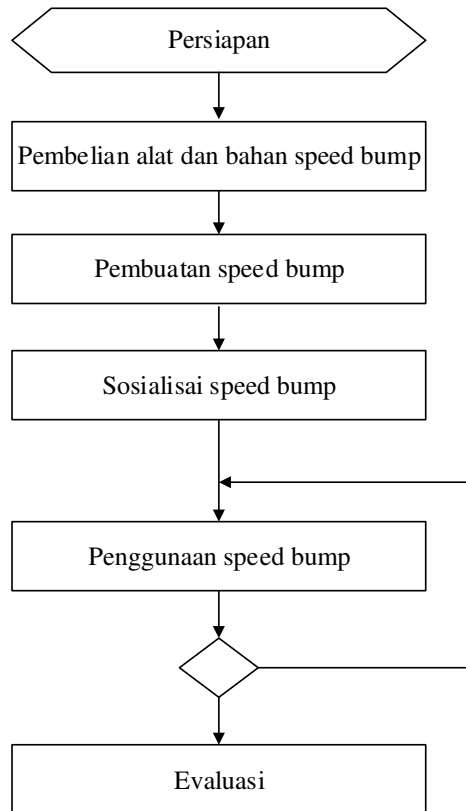 Persiapan
Pembelian alat dan bahan speed bump
Pembuatan speed bump
Sosialisai speed bump
Penggunaan speed bump
Evaluasi